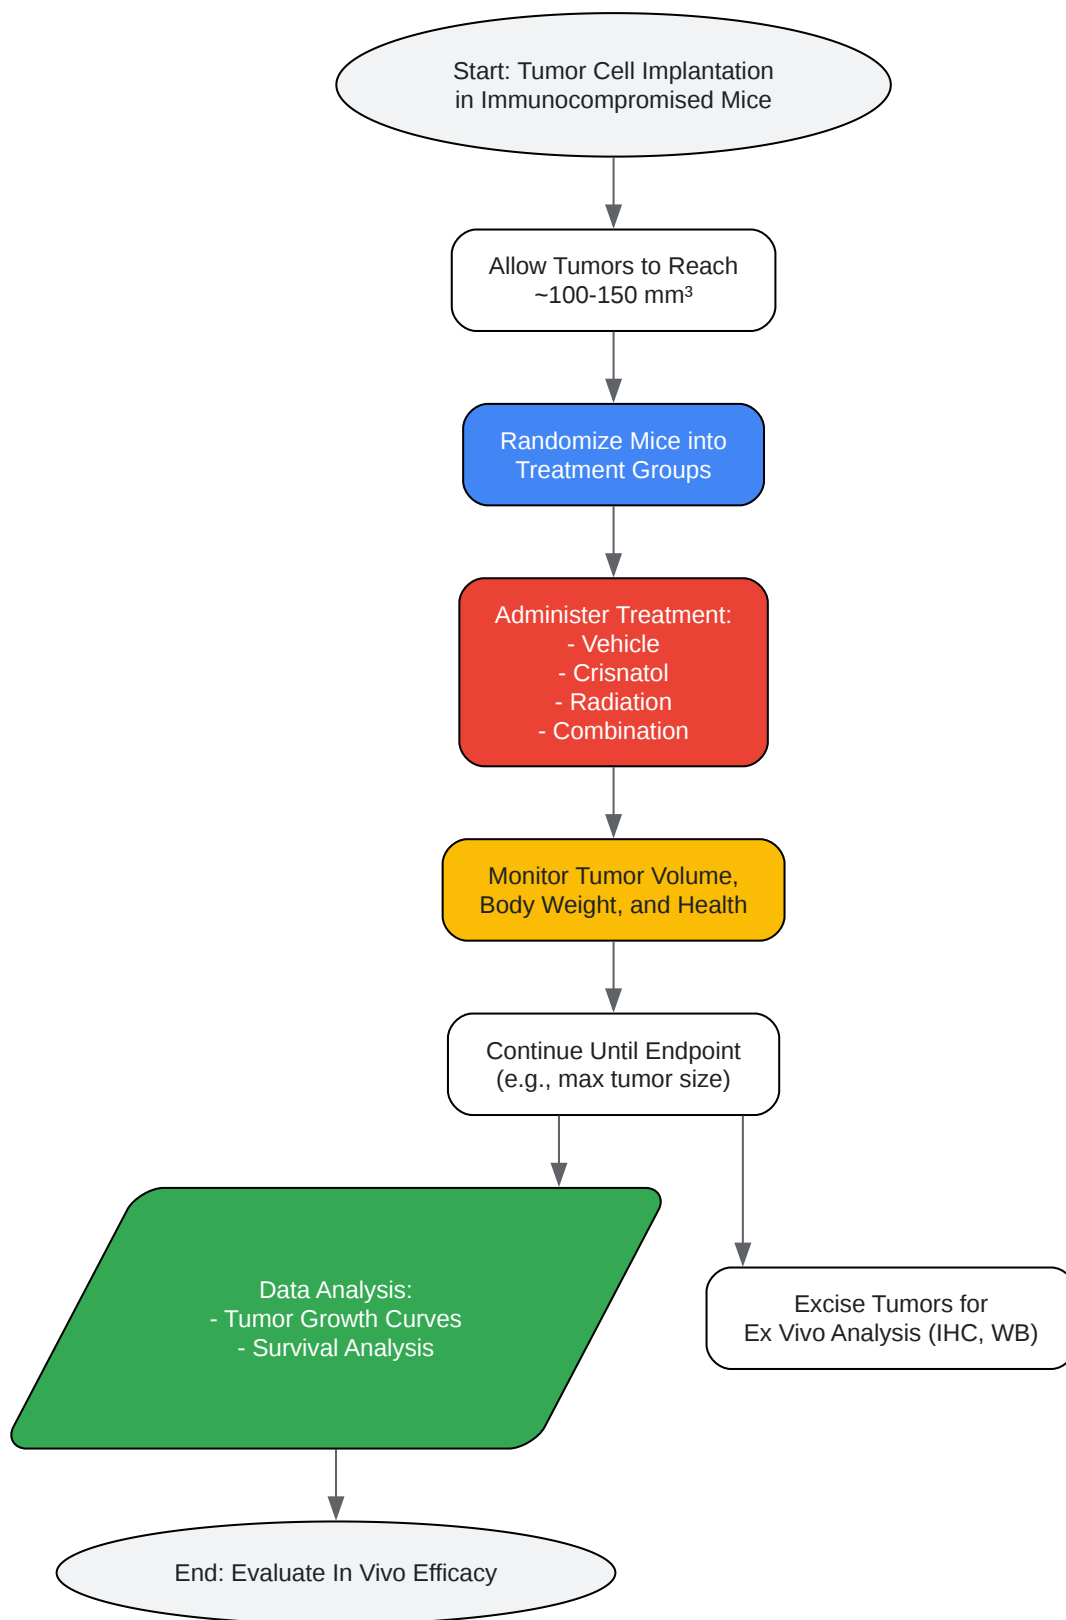 Start: Tumor Cell Implantation
in Immunocompromised Mice
Allow Tumors to Reach
~100-150 mm³
Randomize Mice into
Treatment Groups
Administer Treatment:
- Vehicle
- Crisnatol
- Radiation
- Combination
Monitor Tumor Volume,
Body Weight, and Health
Continue Until Endpoint
(e.g., max tumor size)
Data Analysis:
- Tumor Growth Curves
- Survival Analysis
Excise Tumors for
Ex Vivo Analysis (IHC, WB)
End: Evaluate In Vivo Efficacy